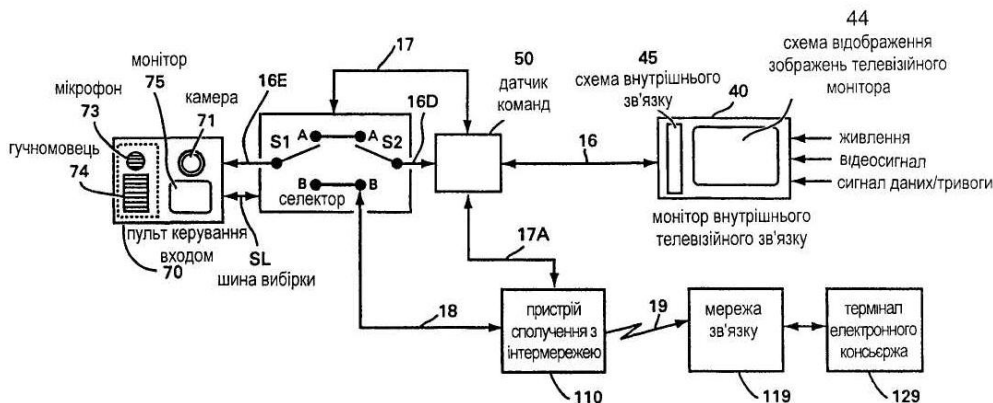 44
схема відображення
зображень телевізійного
монітора
17
50
датчик
команд
45
схема внутрішнього
зв'язку
40
монітор
75
16E
16D
мікрофон
73
камера
71
гучномовець
74
S1
A
A
S2
B
B
селектор
16
живлення
відеосигнал
сигнал даних/тривоги
монітор внутрішнього
телевізійного зв'язку
пульт керування
входом
70
SL
шина вибірки
17A
18
пристрій
сполучення з
інтермережею
110
19
мережа
зв'язку
119
термінал
електронного
консьєржа
129